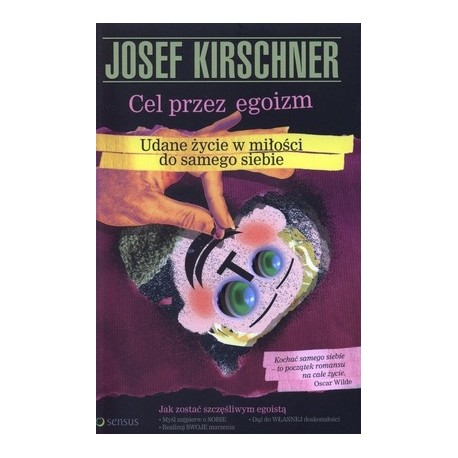 JOSEF KIRSCHNER
Cel przez egoizm
Udane życie w miłości
do samego siebie
Kochać samego siebie
– to początek romansu
na całe życie.
Oscar Wilde
Jak zostać szczęśliwym egoistą
• Myśl najpierw o SOBIE • Dąż do WŁASNEJ doskonałości
• Realizuj SWOJE marzenia
sensus